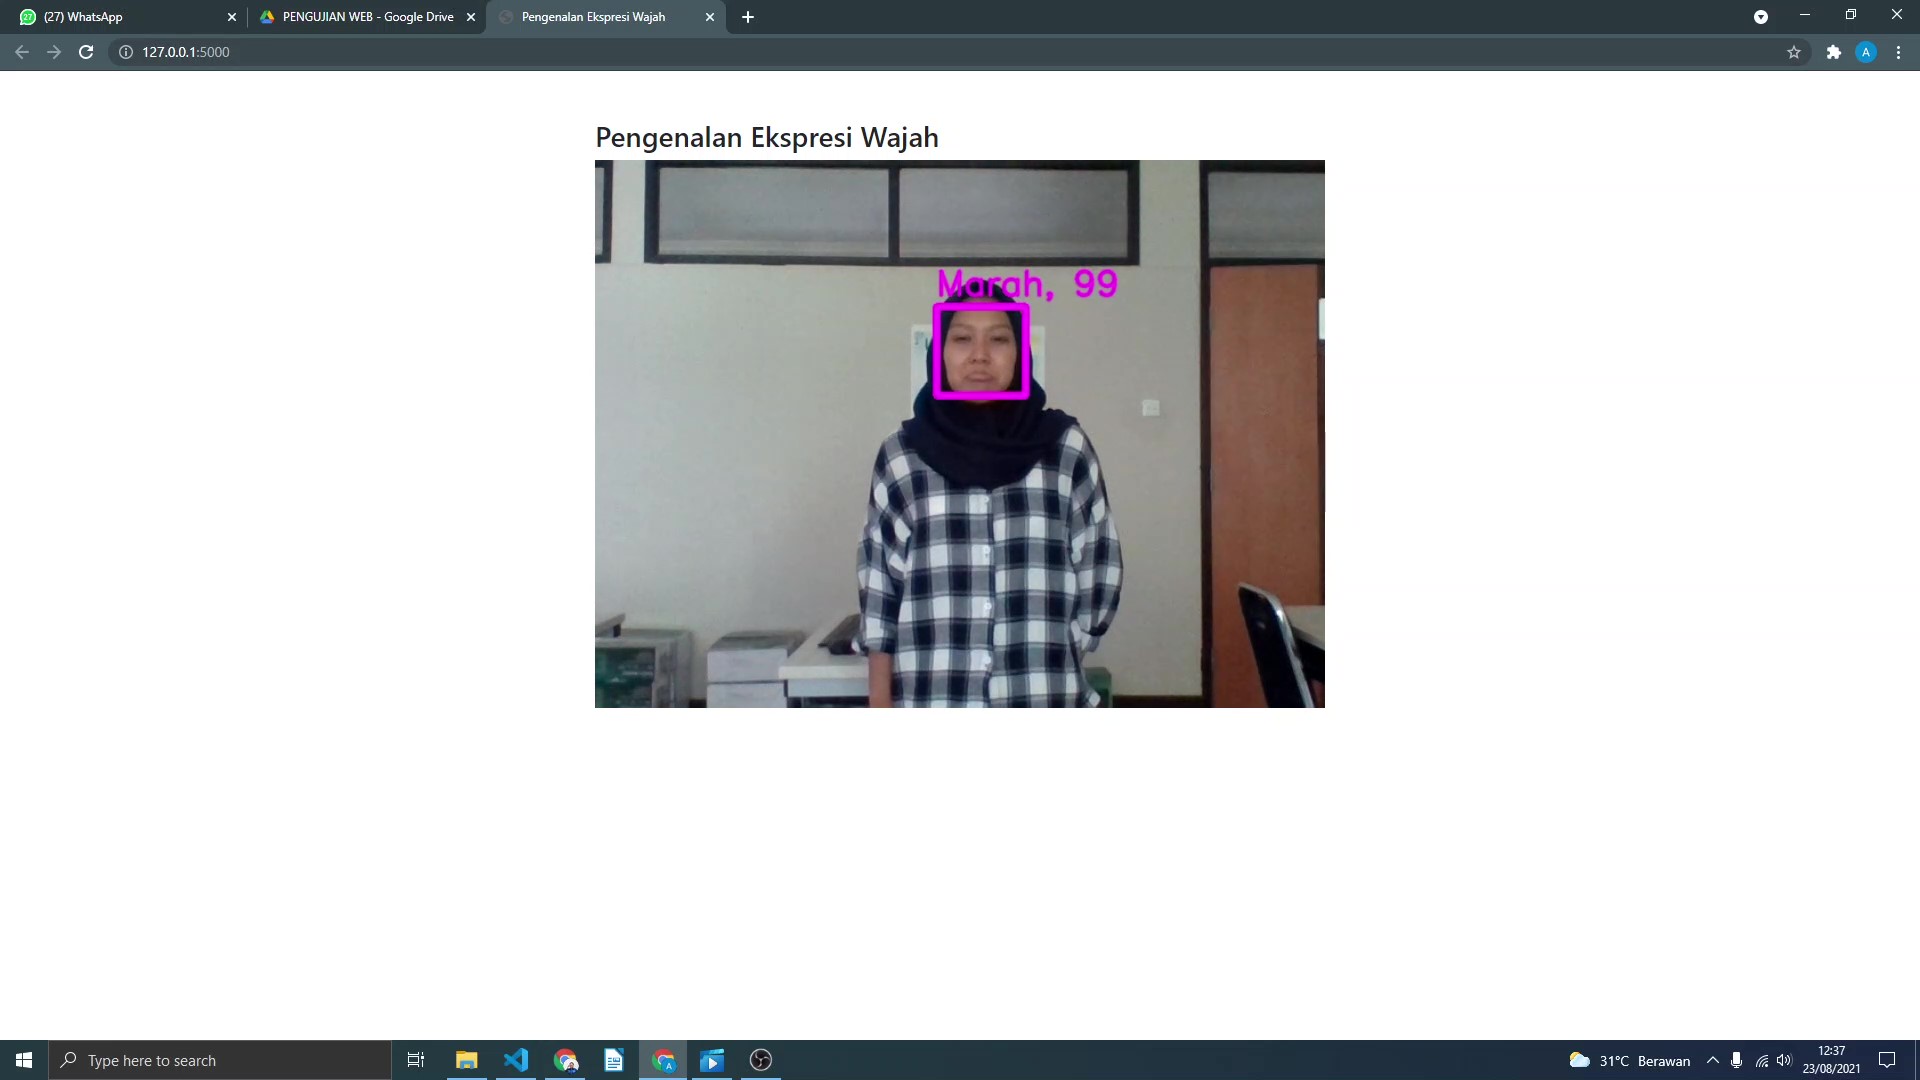 (27) WhatsApp
PENGUJIAN WEB - Google Drive
Pengenalan Ekspresi Wajah
127.0.0.1:5000
A
Pengenalan Ekspresi Wajah
Marah, 99
Type here to search
31°C Berawan
12:37
23/08/2021